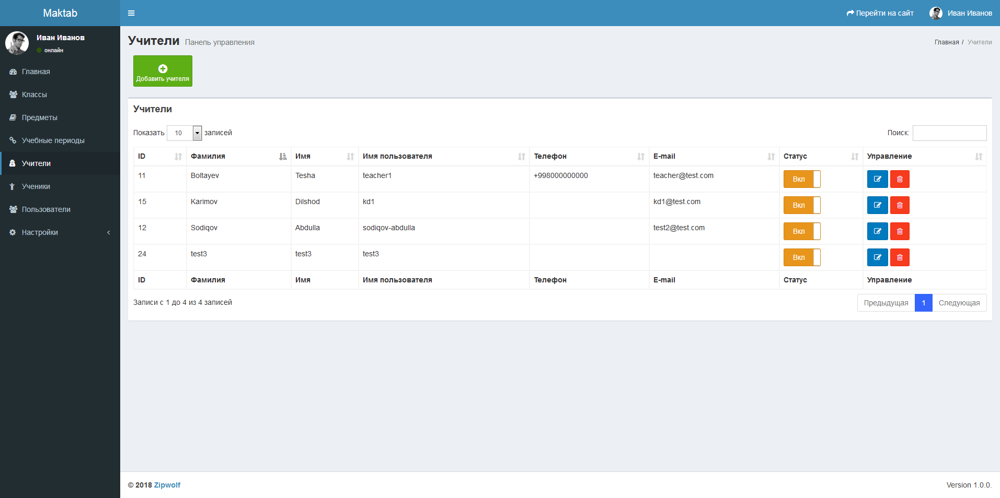 Maktab
Перейти на сайт
Иван Иванов
Иван Иванов
онлайн
Главная
Классы
Предметы
Учебные периоды
Учители
Ученики
Пользователи
Настройки
Учители Панель управления
Главная / Учители
Добавить учителя
Учители
Показать 10 записей
Поиск:
ID Фамилия Имя Имя пользователя Телефон E-mail Статус Управление
11 Boltayev Tesha teacher1 +998000000000 teacher@test.com Вкл
15 Karimov Dilshod kd1 kd1@test.com Вкл
12 Sodiqov Abdulla sodiqov-abdulla test2@test.com Вкл
24 test3 test3 test3 Вкл
ID Фамилия Имя Имя пользователя Телефон E-mail Статус Управление
Записи с 1 до 4 из 4 записей
Предыдущая 1 Следующая
© 2018 Zipwolf
Version 1.0.0.